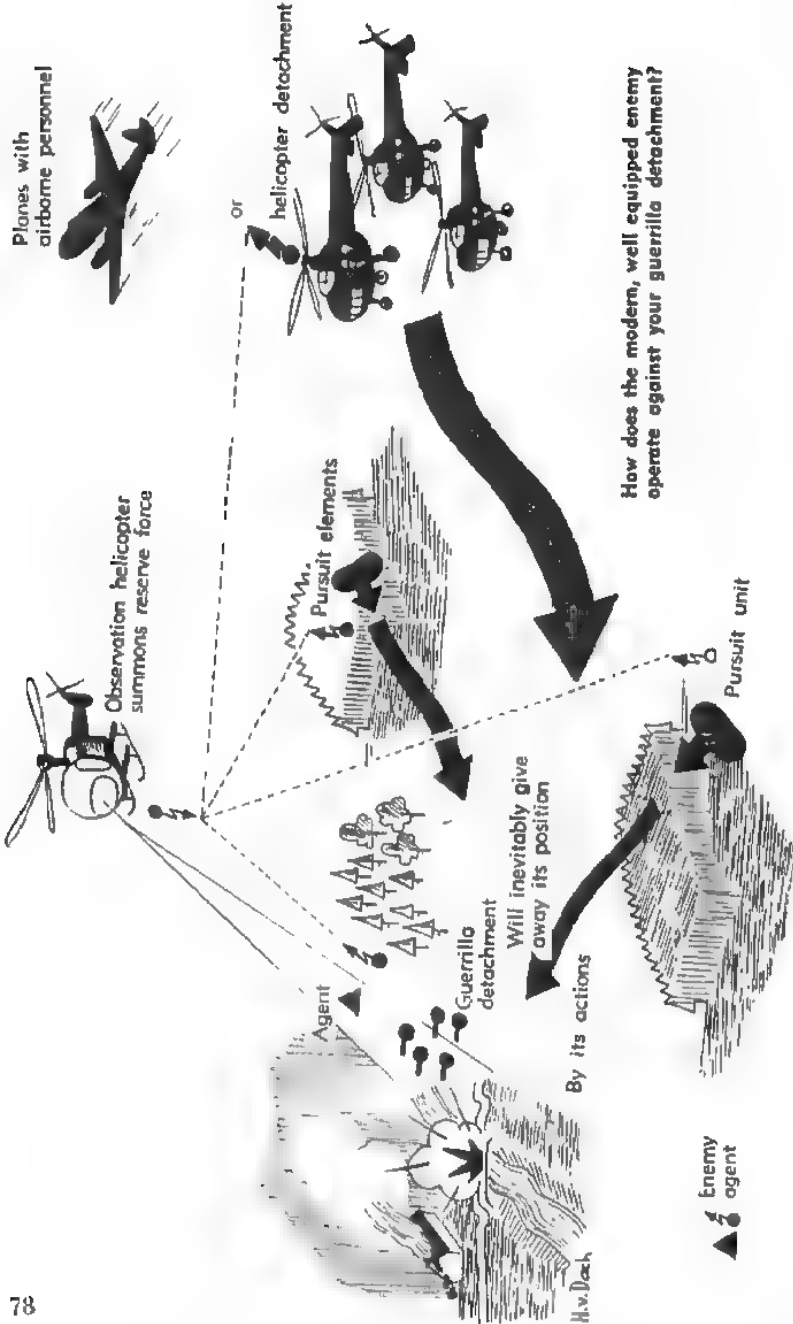 78
Planes with
airborne personnel
Observation helicopter
summons reserve force
or
helicopter detachment
Pursuit elements
Agent
Guerrilla
detachment
Will inevitably give
away its position
By its actions
H.v.Dach
Pursuit unit
Enemy
agent
How does the modern, well equipped enemy
operate against your guerrilla detachment?